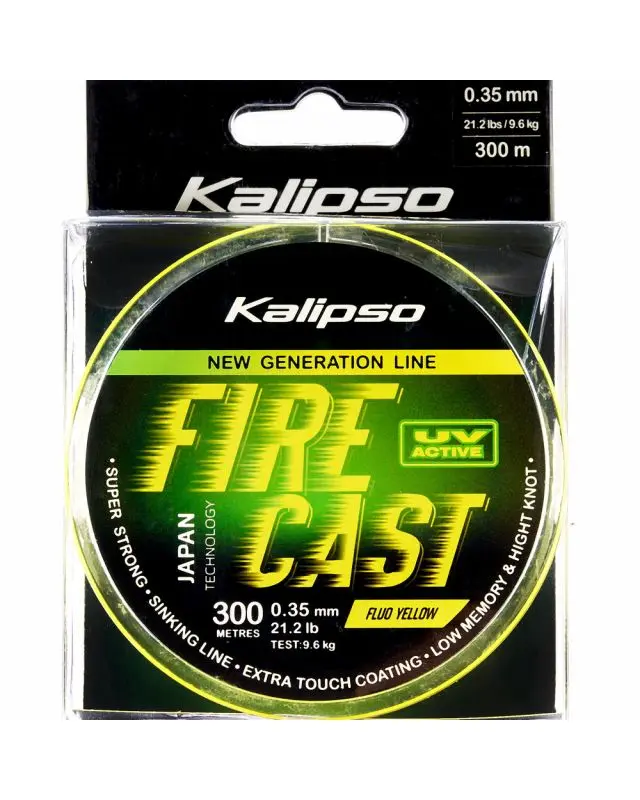 0.35 mm
21.2 lbs/9.6 kg
300 m
Kalipso
Kalipso
NEW GENERATION LINE
FIRE
CAST
UV
ACTIVE
JAPAN
TECHNOLOGY
300
METRES
0.35 mm
21.2 lb
TEST:9.6 kg
FLUO YELLOW
• SUPER STRONG • SINKING LINE • EXTRA TOUCH COATING • LOW MEMORY & HIGHT KNOT •